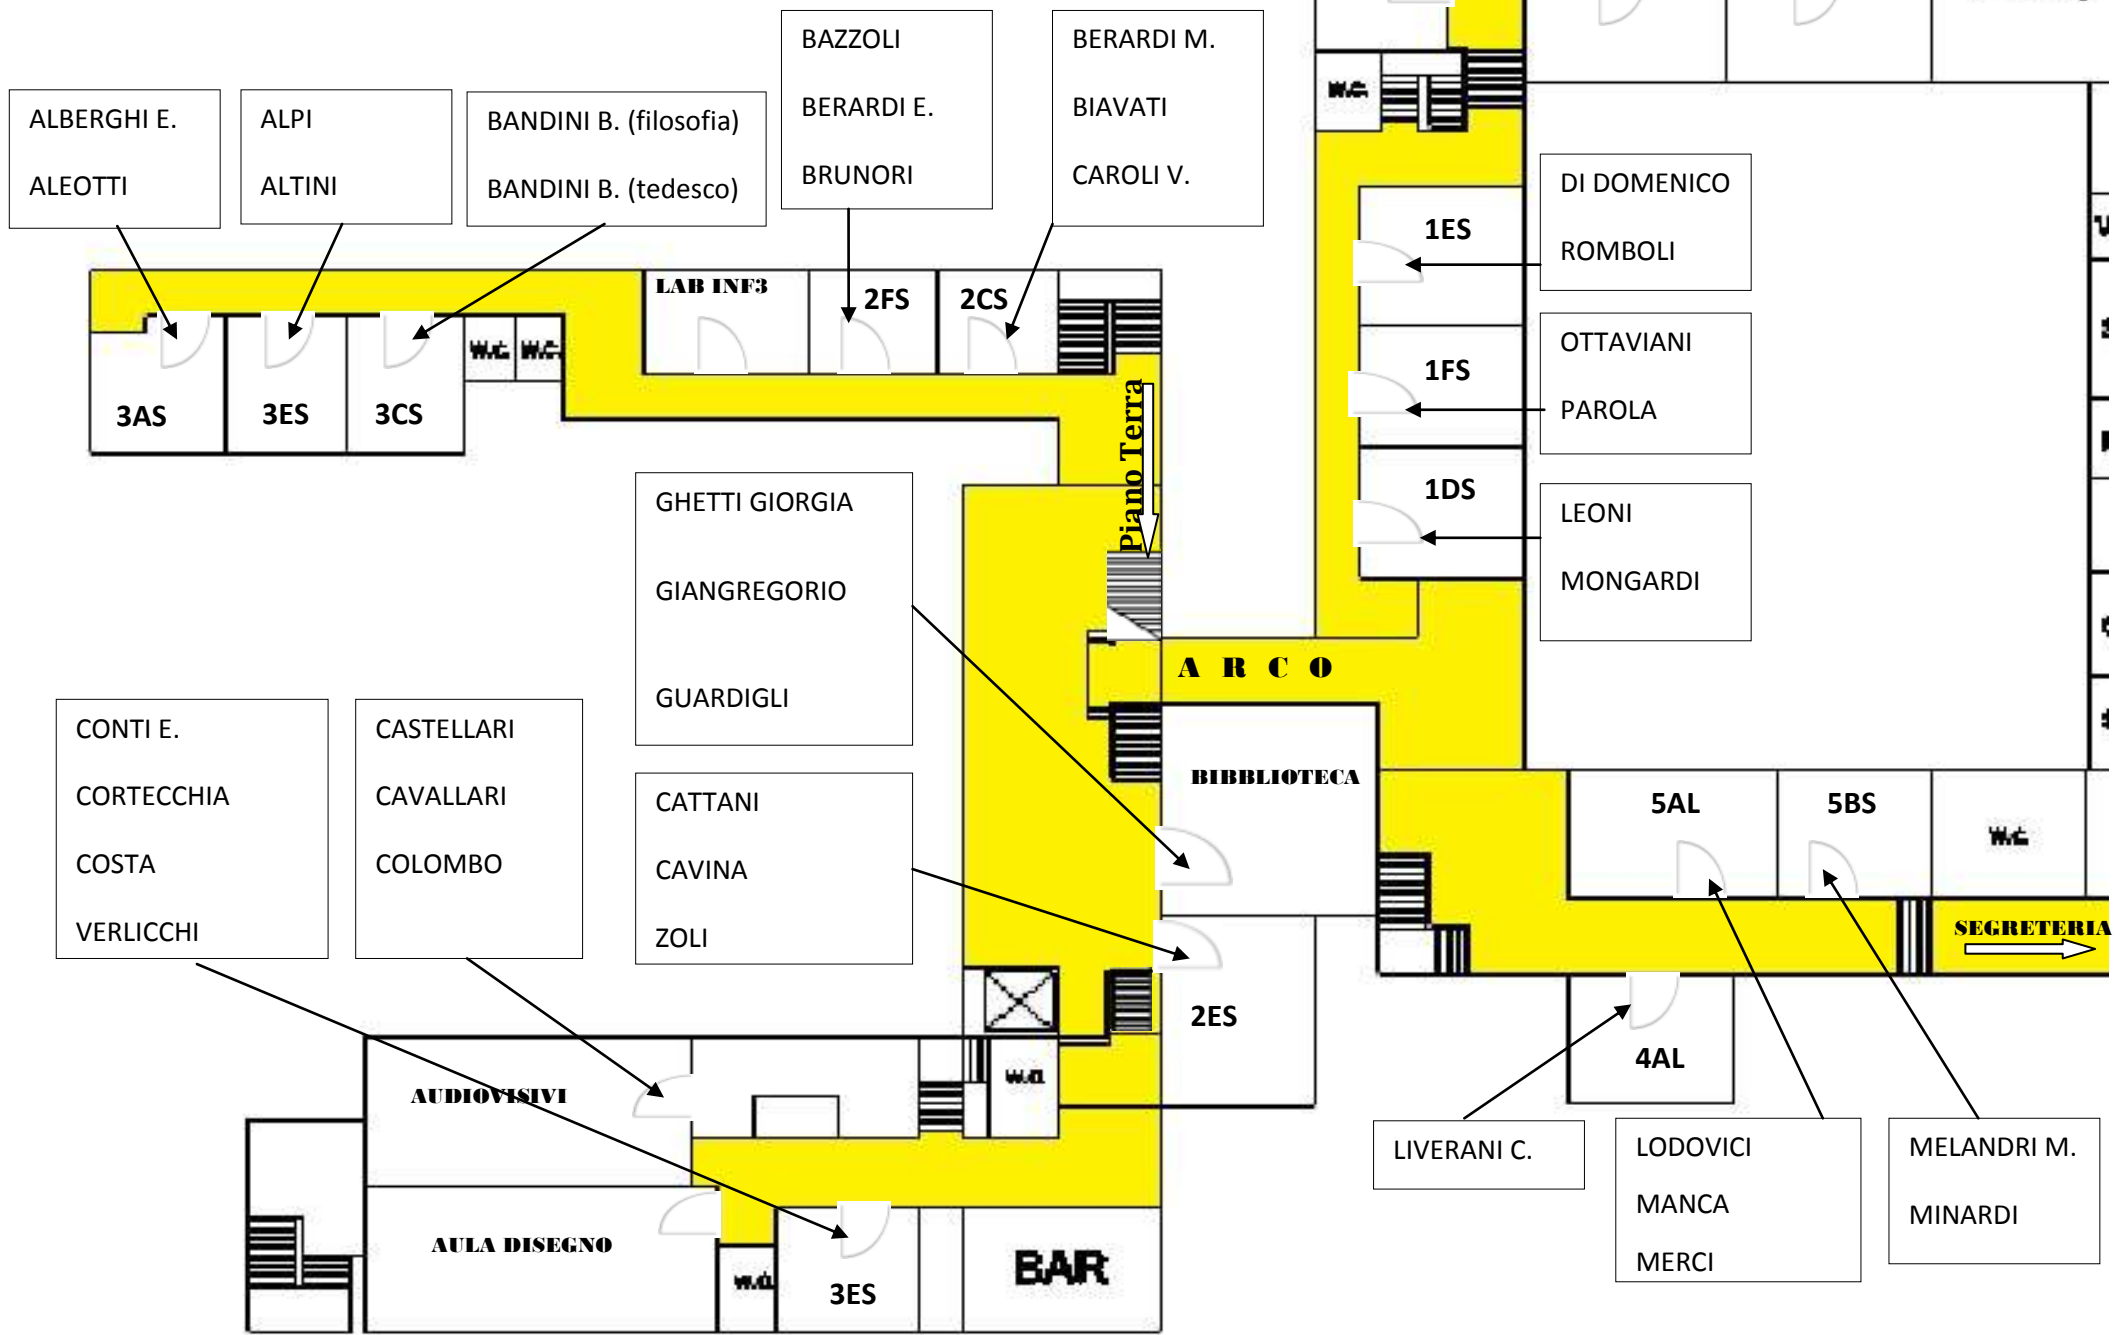 BAZZOLI
BERARDI E.
BRUNORI
BERARDI M.
BIAVATI
CAROLI V.
W.C.
ALBERGHI E.
ALEOTTI
ALPI
ALTINI
BANDINI B. (filosofia)
BANDINI B. (tedesco)
DI DOMENICO
ROMBOLI
1ES
LAB INF3
2FS
2CS
OTTAVIANI
PAROLA
1FS
W.C.
W.C.
3AS
3ES
3CS
Piano Terra
1DS
LEONI
MONGARDI
GHETTI GIORGIA
GIANGREGORIO
GUARDIGLI
A R C O
CONTI E.
CORTECCHIA
COSTA
VERLICCHI
CASTELLARI
CAVALLARI
COLOMBO
CATTANI
CAVINA
ZOLI
BIBBLIOTECA
5AL
5BS
W.C.
SEGRETERIA
2ES
4AL
W.C.
AUDIOVISIVI
LIVERANI C.
LODOVICI
MANCA
MERCI
MELANDRI M.
MINARDI
AULA DISEGNO
W.C.
3ES
BAR